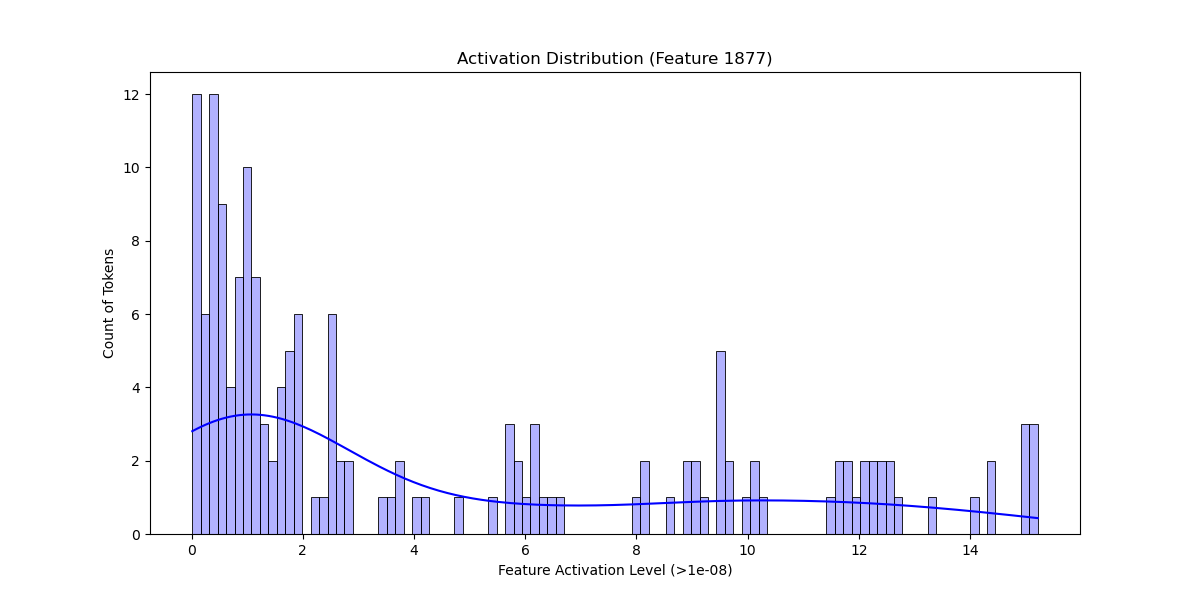 Activation Distribution (Feature 1877)
12
10
8
6
4
2
0
Count of Tokens
0 2 4 6 8 10 12 14
Feature Activation Level (>1e-08)